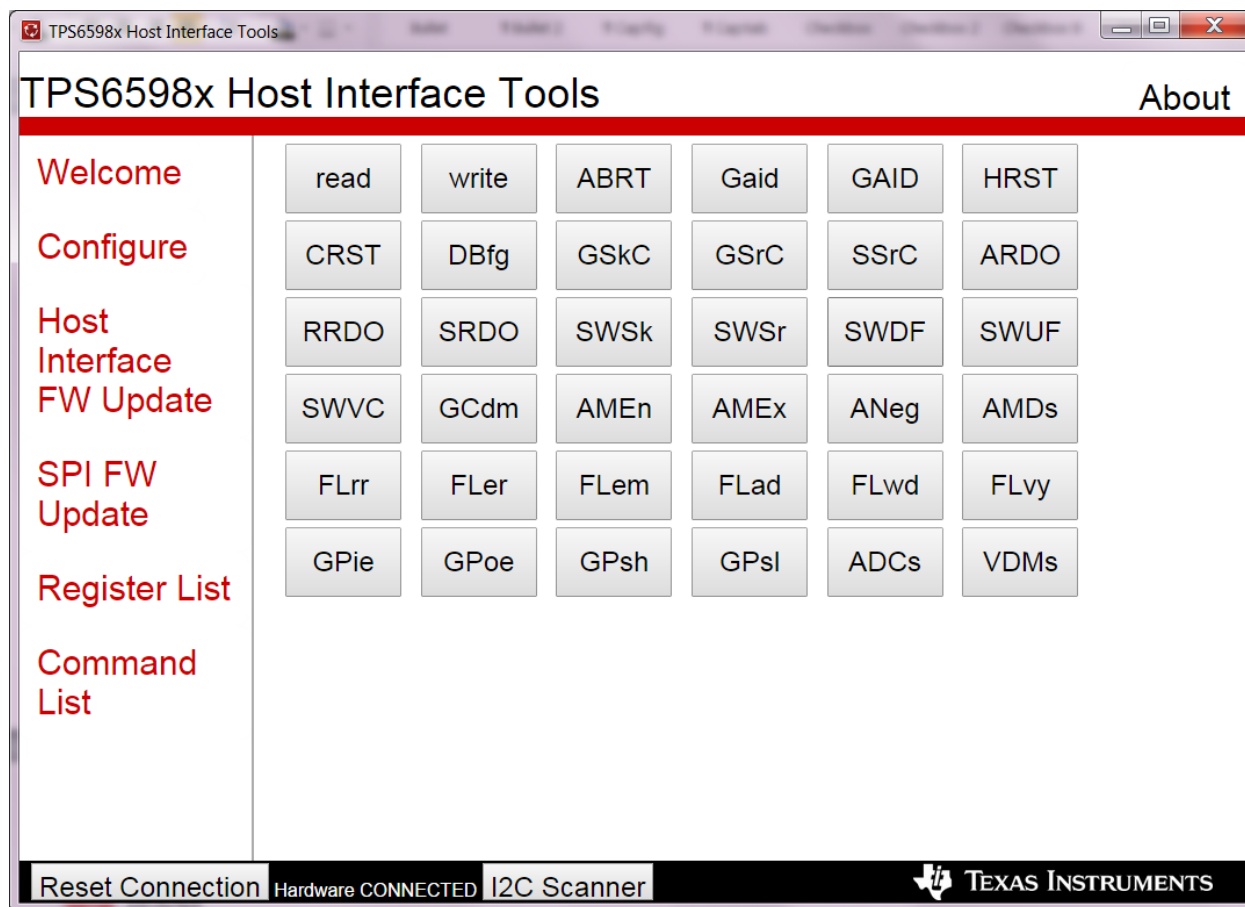 TPS6598x Host Interface Tools
TPS6598x Host Interface Tools
About
Welcome
Configure
Host
Interface
FW Update
SPI FW
Update
Register List
Command
List
read write ABRT Gaid GAID HRST
CRST DBfg GSkC GSrC SSrC ARDO
RRDO SRDO SWSk SWSr SWDF SWUF
SWVC GCdm AMEn AMEx ANeg AMDs
FLrr FLer FLem FLad FLwd FLvy
GPie GPoe GPsh GPsl ADCs VDMs
Reset Connection Hardware CONNECTED I2C Scanner
TEXAS INSTRUMENTS